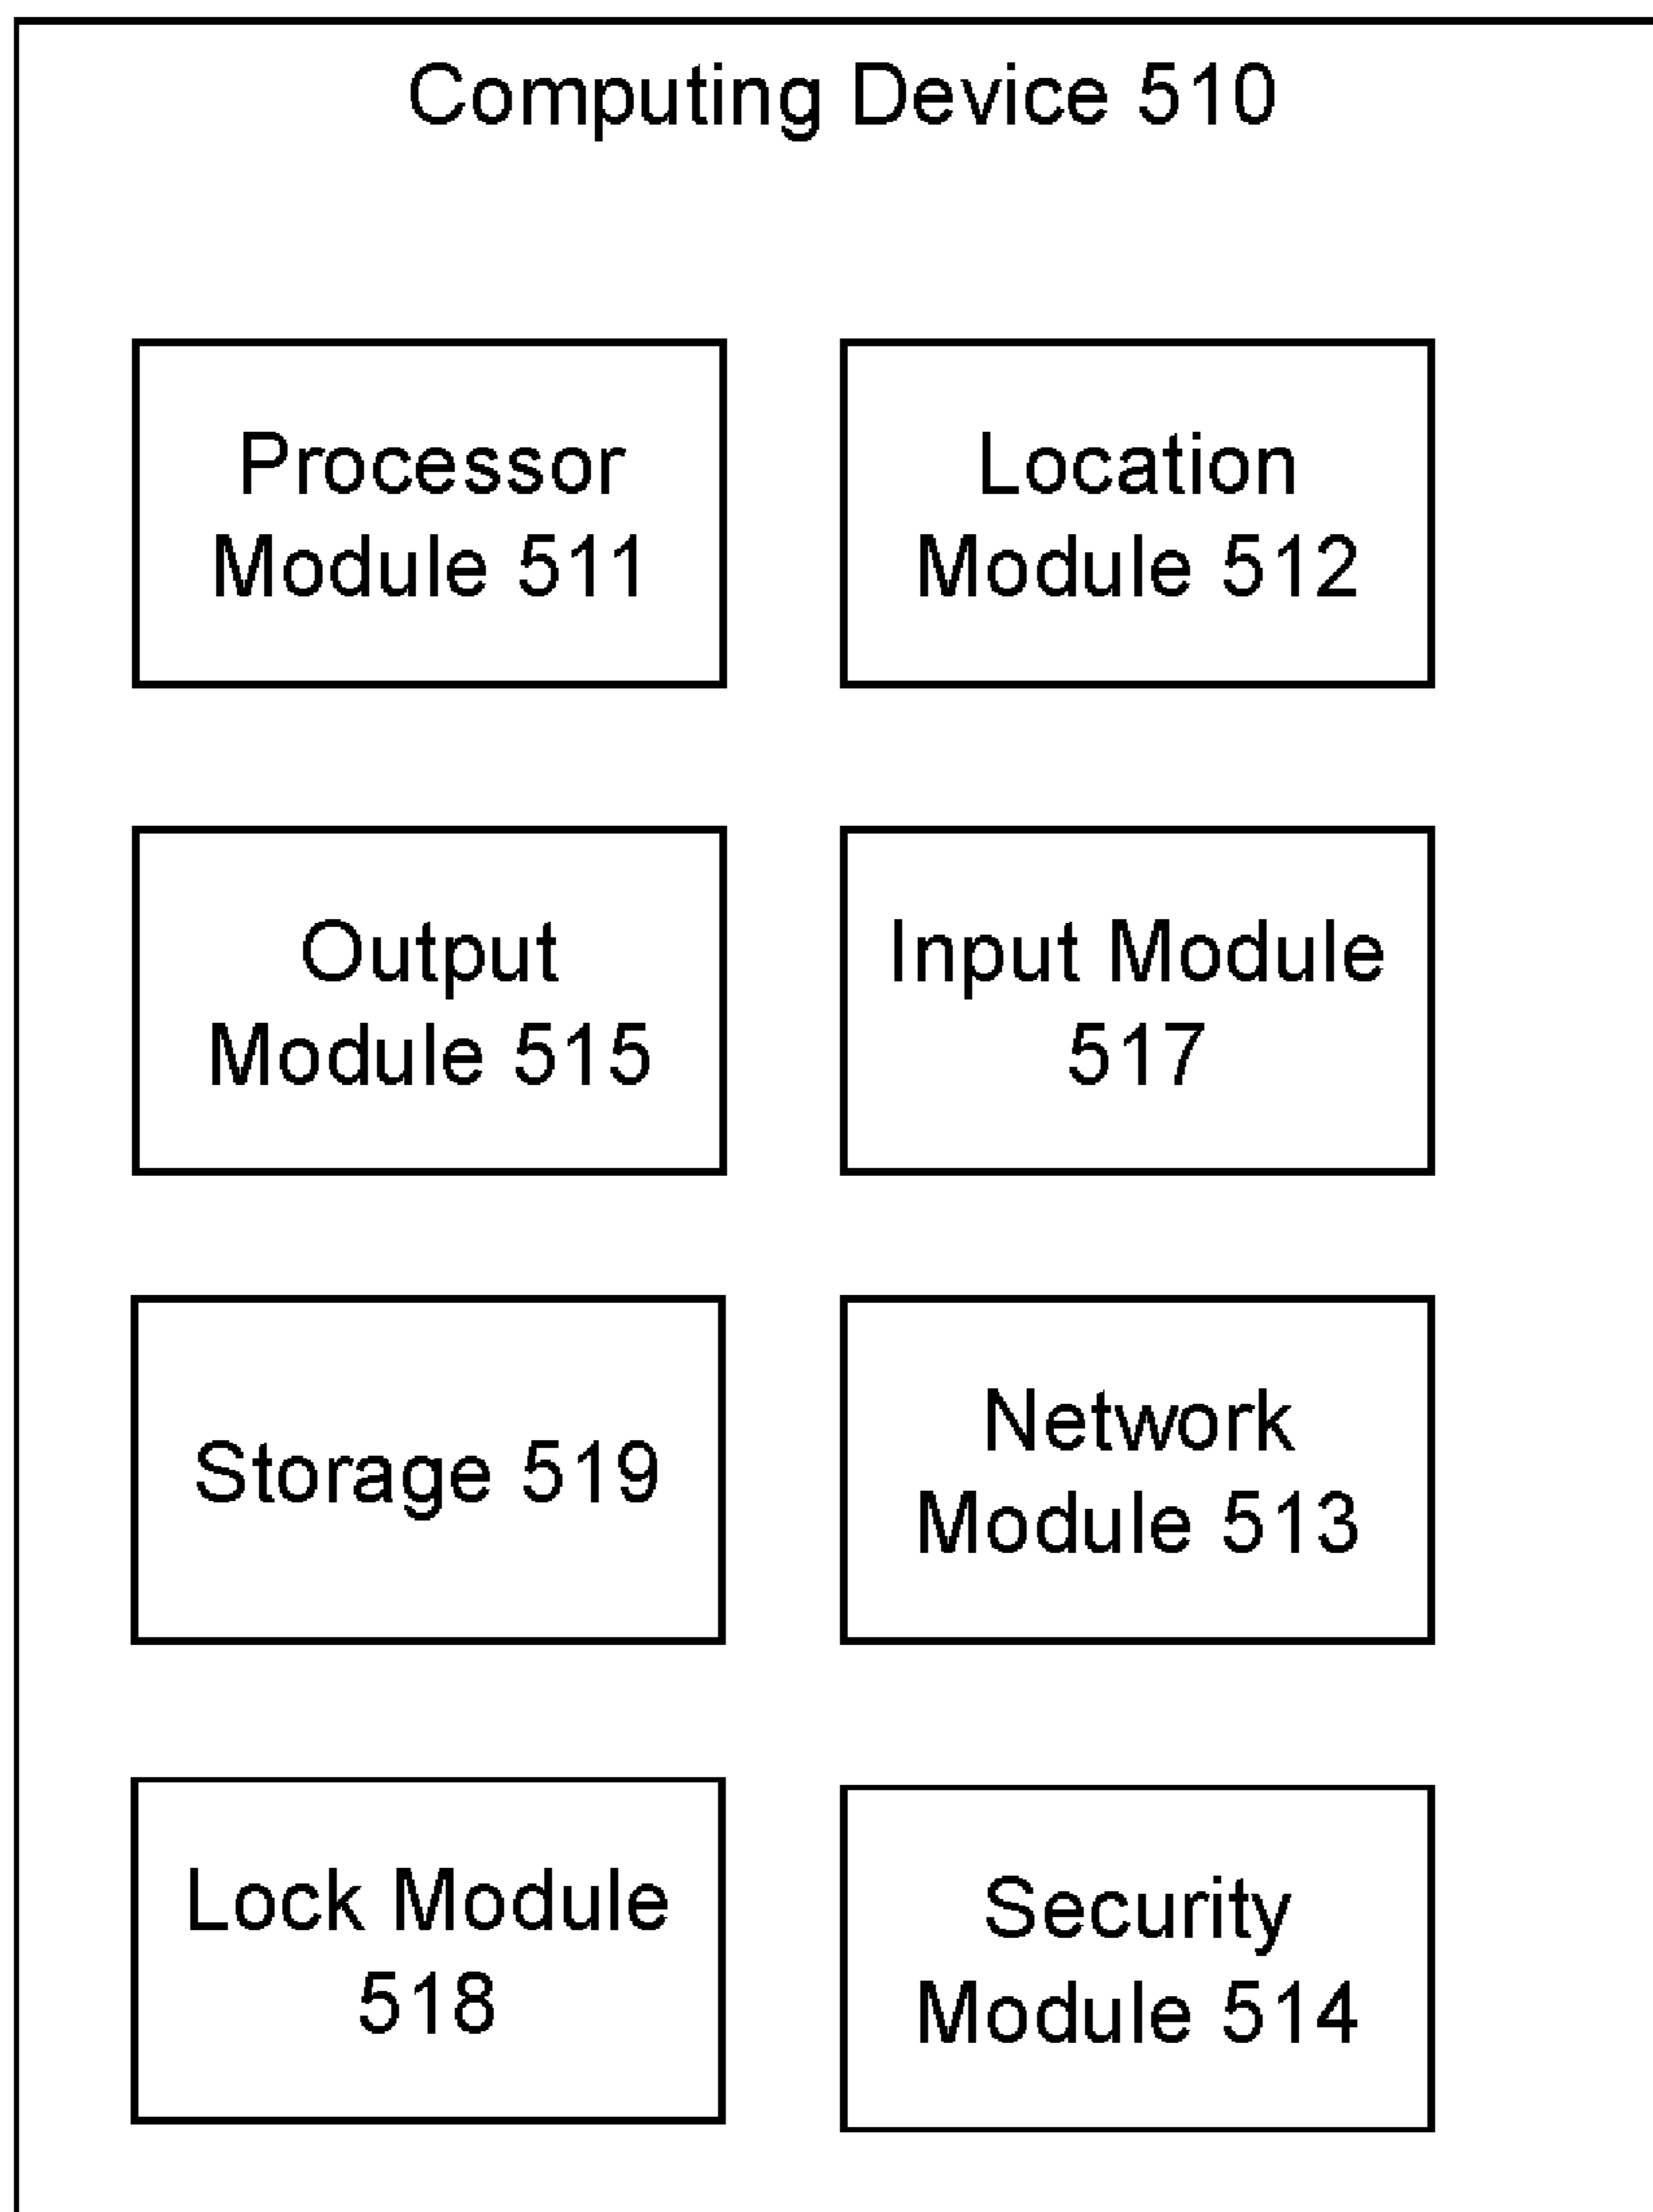 Computing Device 510
Processor
Module 511
Location
Module 512
Output
Module 515
Input Module
517
Storage 519
Network
Module 513
Lock Module
518
Security
Module 514